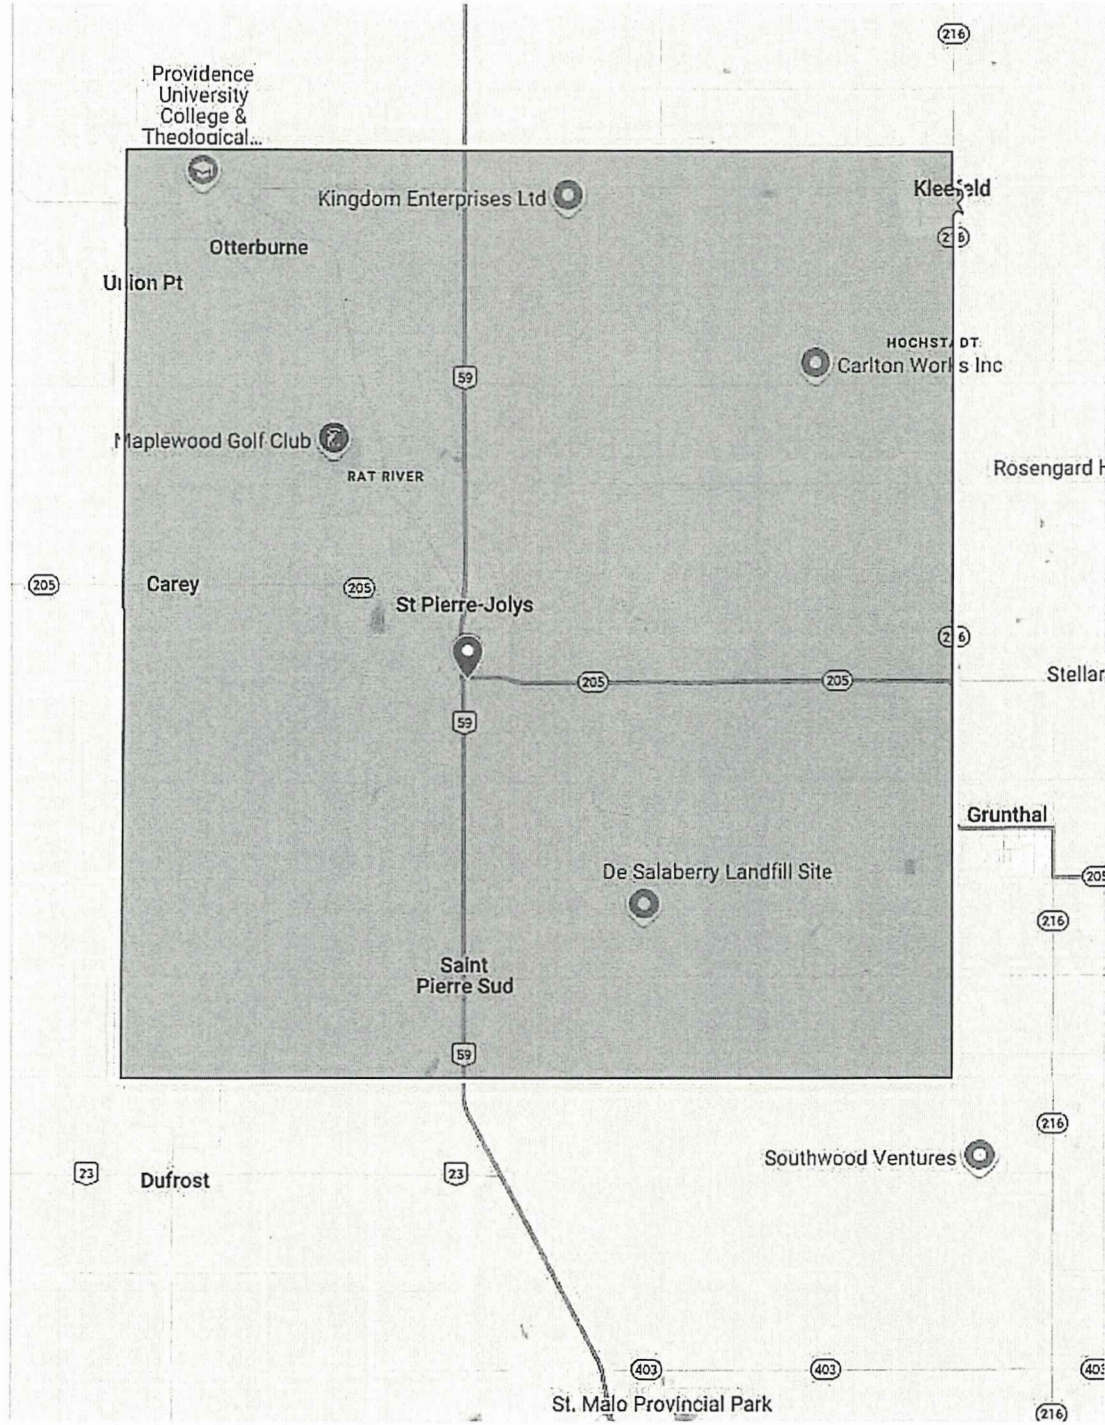 216
Providence
University
College &
Theological...
Kingdom Enterprises Ltd
Kleefeld
216
Otterburne
Union Pt
HOCHSTADT
Carlton Works Inc
59
Maplewood Golf Club
RAT RIVER
Rosengard H
205
Carey
205
St Pierre-Jolys
216
Stellar
205
205
59
Grunthal
De Salaberry Landfill Site
205
216
Saint
Pierre Sud
59
216
Southwood Ventures
23
Dufrost
23
403
403
403
St. Malo Provincial Park
216